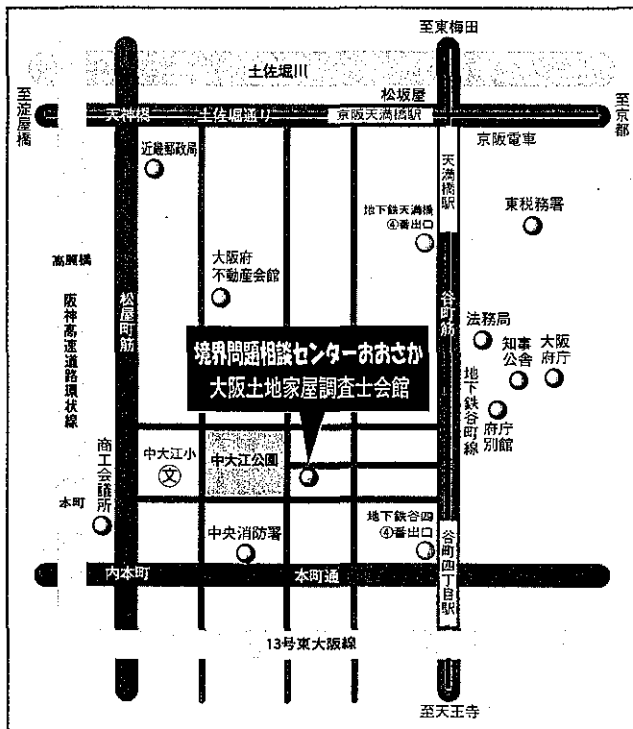 至東梅田
土佐堀川
至淀屋橋
松坂屋
至京都
天神橋
土佐堀通り
京阪天満橋駅
京阪電車
近畿郵政局
天満橋駅
地下鉄天満橋
④番出口
東税務署
高麗橋
大阪府
不動産会館
阪神高速道路環状線
松屋町筋
谷町筋
法務局
知事
公舎
大阪
府庁
境界問題相談センターおおさか
大阪土地家屋調査士会館
地下鉄谷町線
府庁
別館
商工会議所
中大江小
文
中大江公園
本町
中央消防署
地下鉄谷四
④番出口
谷町四丁目駅
内本町
本町通
13号東大阪線
至天王寺